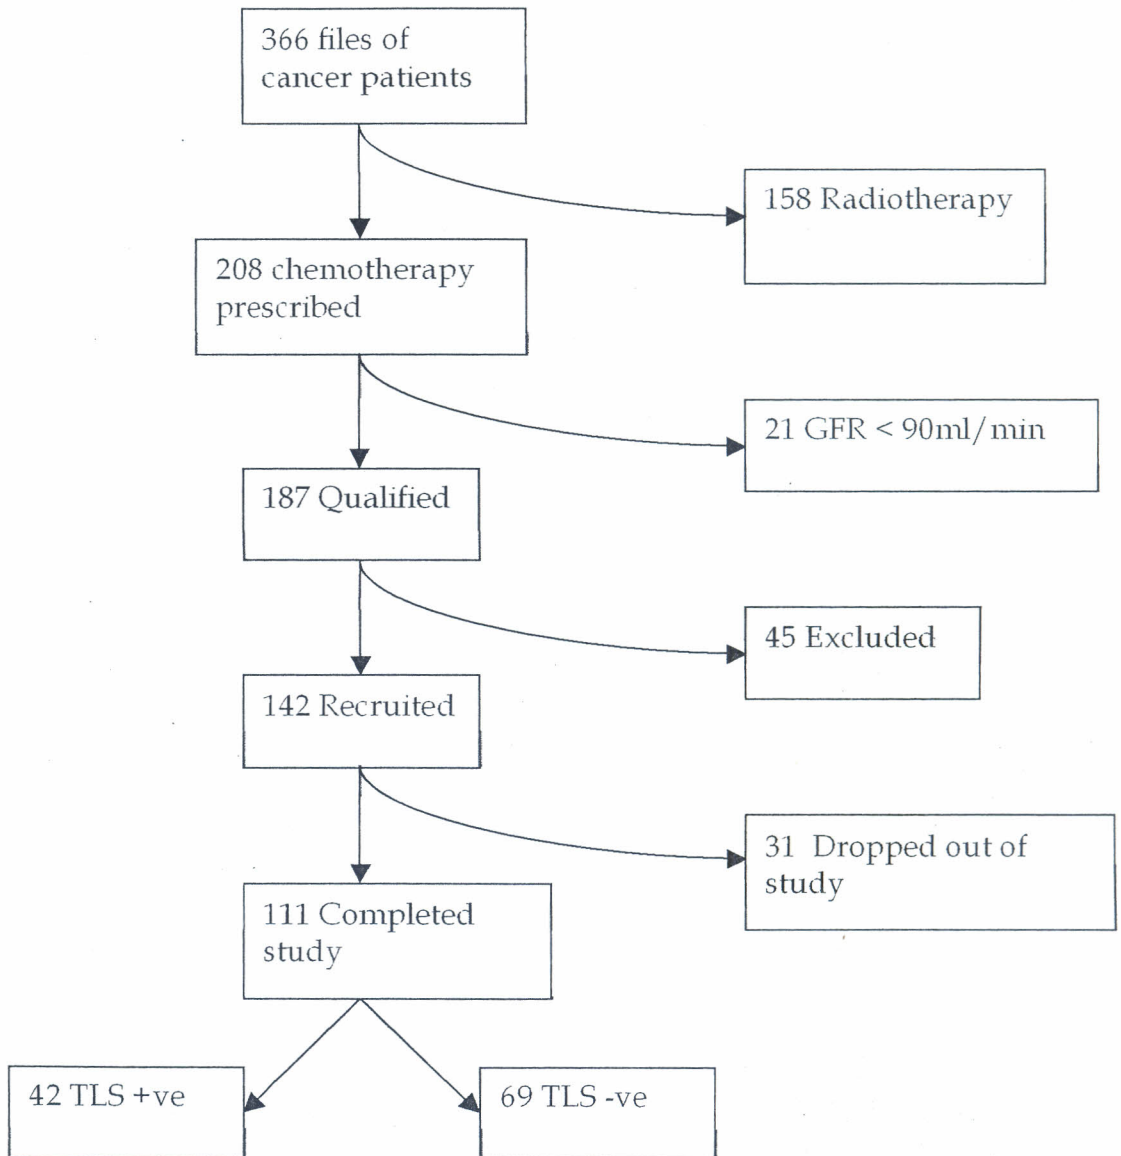 366 files of
cancer patients
158 Radiotherapy
208 chemotherapy
prescribed
21 GFR < 90ml/min
187 Qualified
45 Excluded
142 Recruited
31 Dropped out of
study
111 Completed
study
42 TLS +ve
69 TLS -ve